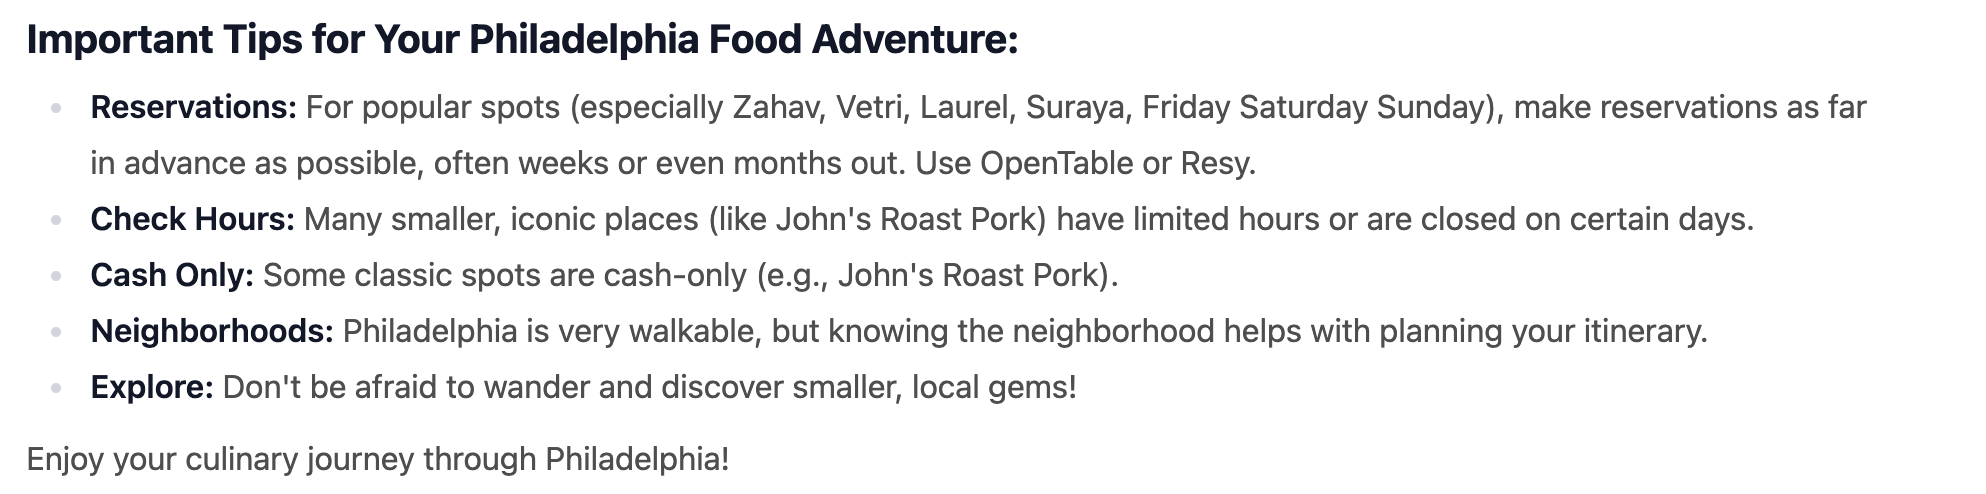 Important Tips for Your Philadelphia Food Adventure:
Reservations: For popular spots (especially Zahav, Vetri, Laurel, Suraya, Friday Saturday Sunday), make reservations as far
in advance as possible, often weeks or even months out. Use OpenTable or Resy.
Check Hours: Many smaller, iconic places (like John's Roast Pork) have limited hours or are closed on certain days.
Cash Only: Some classic spots are cash-only (e.g., John's Roast Pork).
Neighborhoods: Philadelphia is very walkable, but knowing the neighborhood helps with planning your itinerary.
Explore: Don't be afraid to wander and discover smaller, local gems!
Enjoy your culinary journey through Philadelphia!